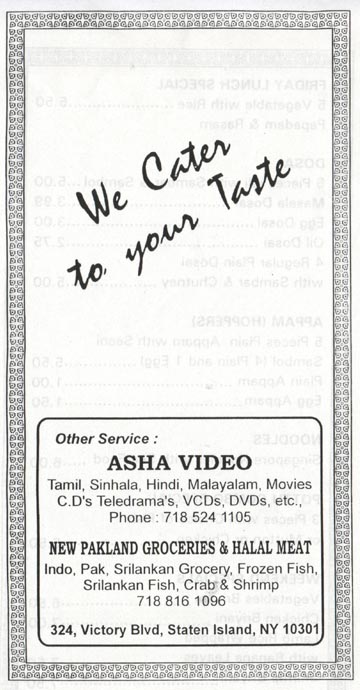 We Cater
to your Taste
Other Service :
ASHA VIDEO
Tamil, Sinhala, Hindi, Malayalam, Movies
C.D's Teledrama's, VCDs, DVDs, etc.,
Phone : 718 524 1105
NEW PAKLAND GROCERIES & HALAL MEAT
Indo, Pak, Srilankan Grocery, Frozen Fish,
Srilankan Fish, Crab & Shrimp
718 816 1096
324, Victory Blvd, Staten Island, NY 10301